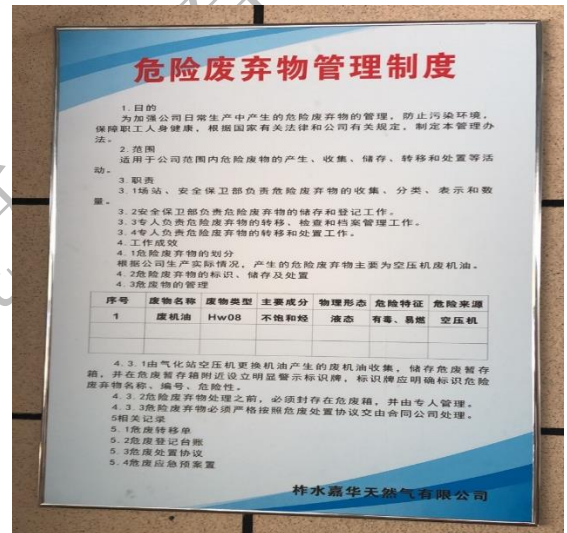 危险废弃物管理制度
1.目的
为加强公司日常生产中产生的危险废弃物的管理，防止污染环境，
保障职工人身健康，根据国家有关法律和公司有关规定，制定本管理办
法。
2.范围
适用于公司范围内危险废物的产生、收集、储存、转移和处置等活
动。
3.职责
3.1场站、安全保卫部负责危险废弃物的收集、分类、表示和数
量。
3.2安全保卫部负责危险废弃物的储存和登记工作。
3.3专人负责危险废弃物的转移、检查和档案管理工作。
3.4专人负责危险废弃物的转移和处置工作。
4.工作成效
4.1危险废弃物的划分
根据公司生产实际情况，产生的危险废弃物主要为空压机废机油。
4.2危险废弃物的标识、储存及处置
4.3危废物的管理
序号 废物名称 废物类型 主要成分 物理形态 危险特征 危险来源
1 废机油 Hw08 不饱和烃 液态 有毒、易燃 空压机
4.3.1由气化站空压机更换机油产生的废机油收集，储存危废暂存
箱，并在危废暂存箱附近设立明显警示标识牌，标识牌应明确标识危险
废弃物名称、编号、危险性。
4.3.2危险废弃物处理之前，必须封存在危废箱，并由专人管理。
4.3.3危险废弃物必须严格按照危废处置协议交由合同公司处理。
5相关记录
5.1危废转移单
5.2危废登记台账
5.3危废处置协议
5.4危废应急预案置
柞水嘉华天然气有限公司